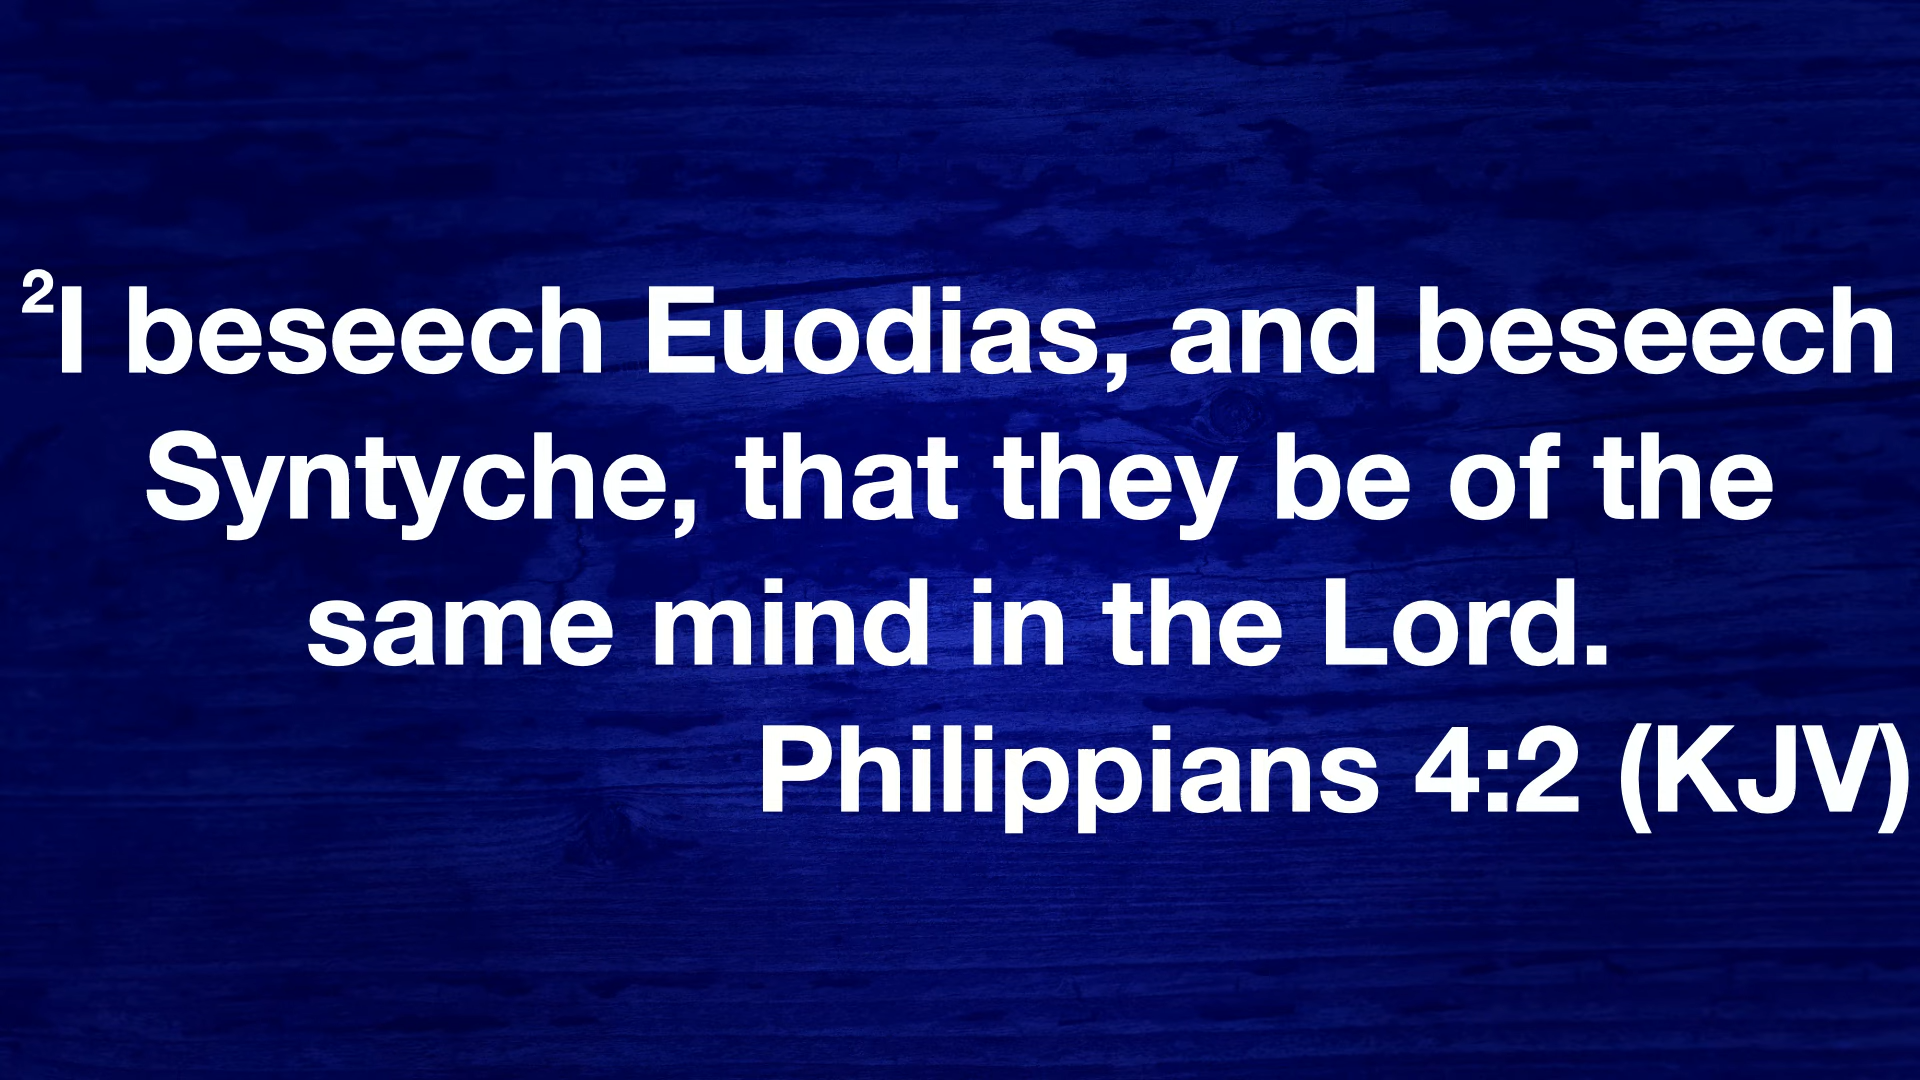 ²I beseech Euodias, and beseech
Syntyche, that they be of the
same mind in the Lord.
Philippians 4:2 (KJV)